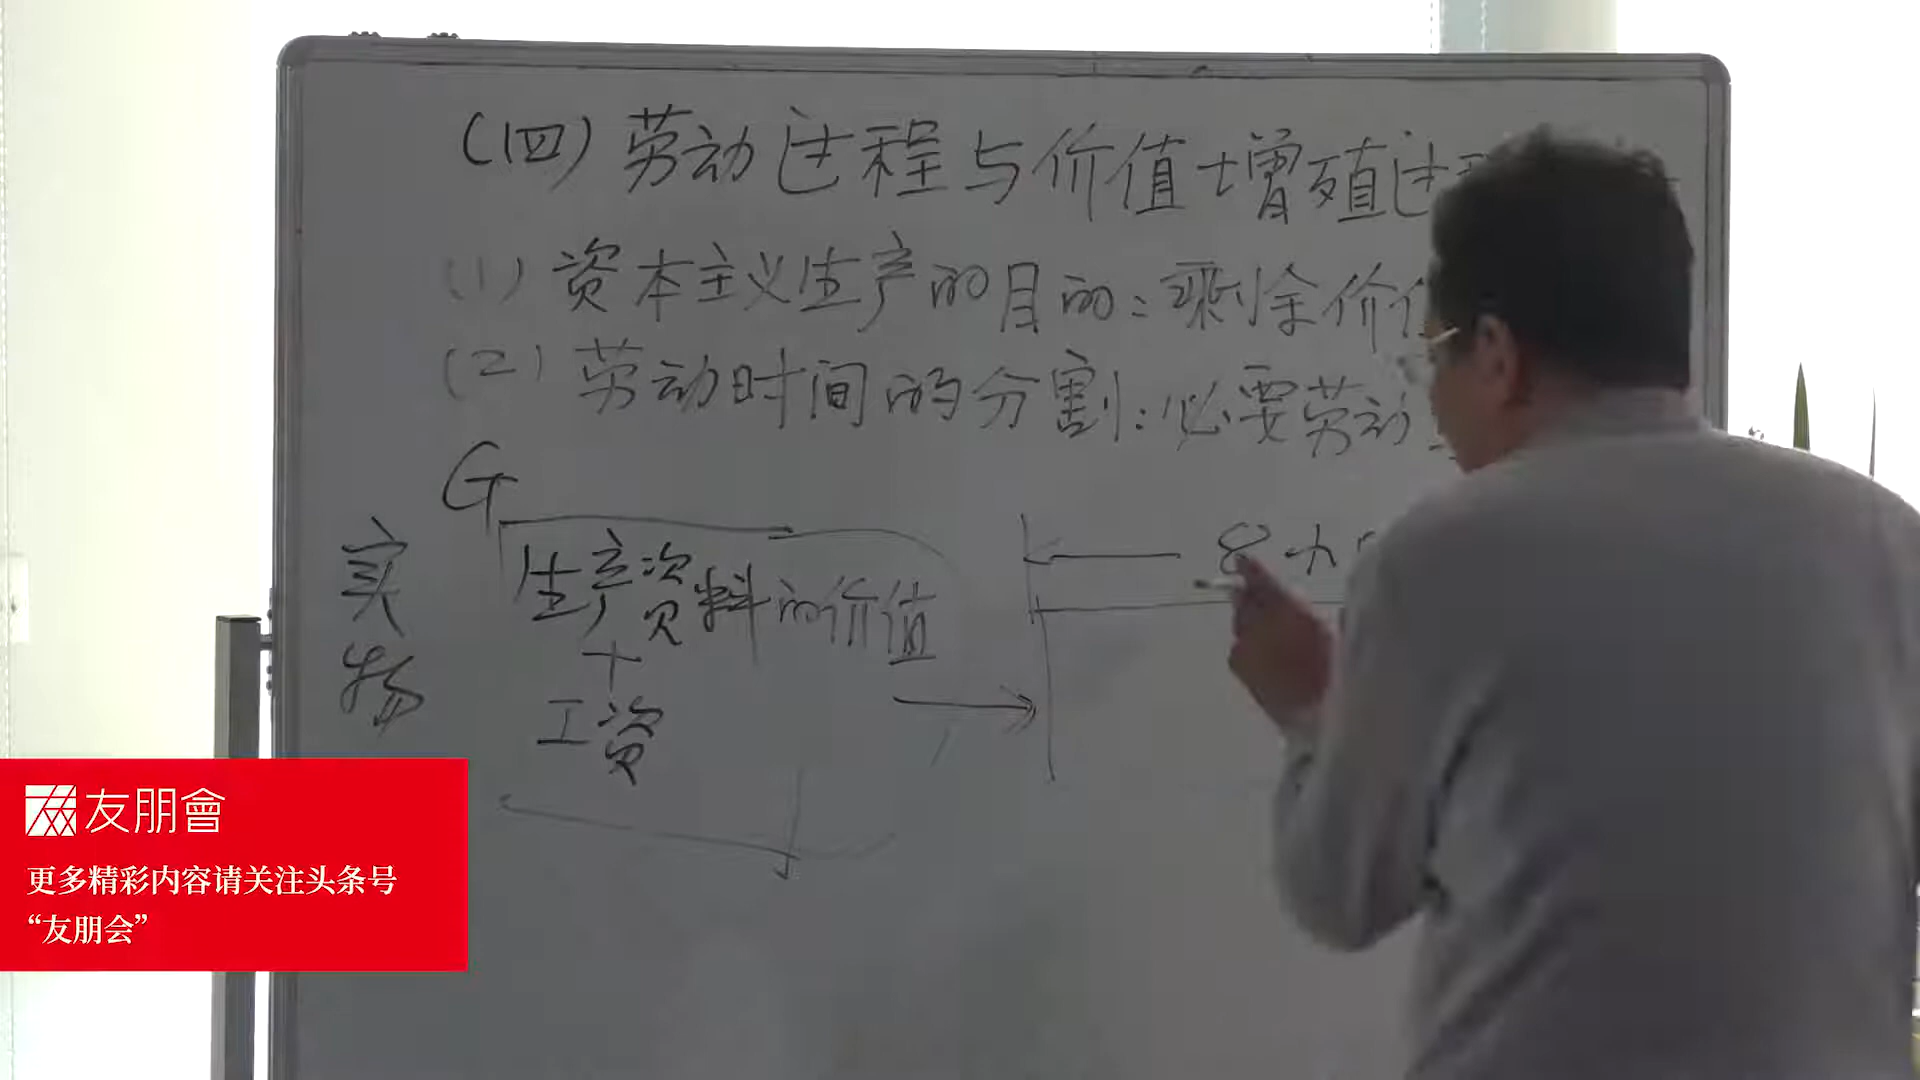 (四) 劳动过程与价值增殖过
(1) 资本主义生产的目的：剩余价值
(2) 劳动时间的分割：必要劳动
G
实物
生产资料的价值
+
工资
8小
友朋會
更多精彩内容请关注头条号
“友朋会”